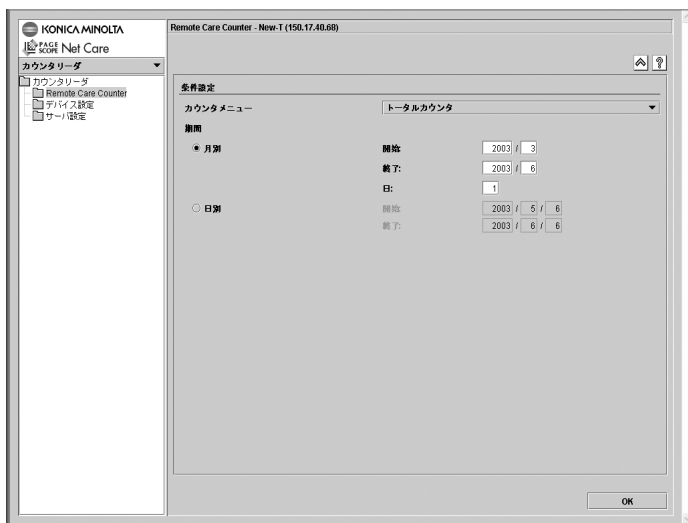 KONICA MINOLTA
PAGE SCOPE Net Care
カウンタリーダ
カウンタリーダ
Remote Care Counter
デバイス設定
サーバ設定
Remote Care Counter - New-T (150.17.40.68)
?
条件設定
カウンタメニュー トータルカウンタ
期間
月別 開始: 2003 / 3
終了: 2003 / 6
日: 1
日別 開始: 2003 / 5 / 6
終了: 2003 / 6 / 6
OK